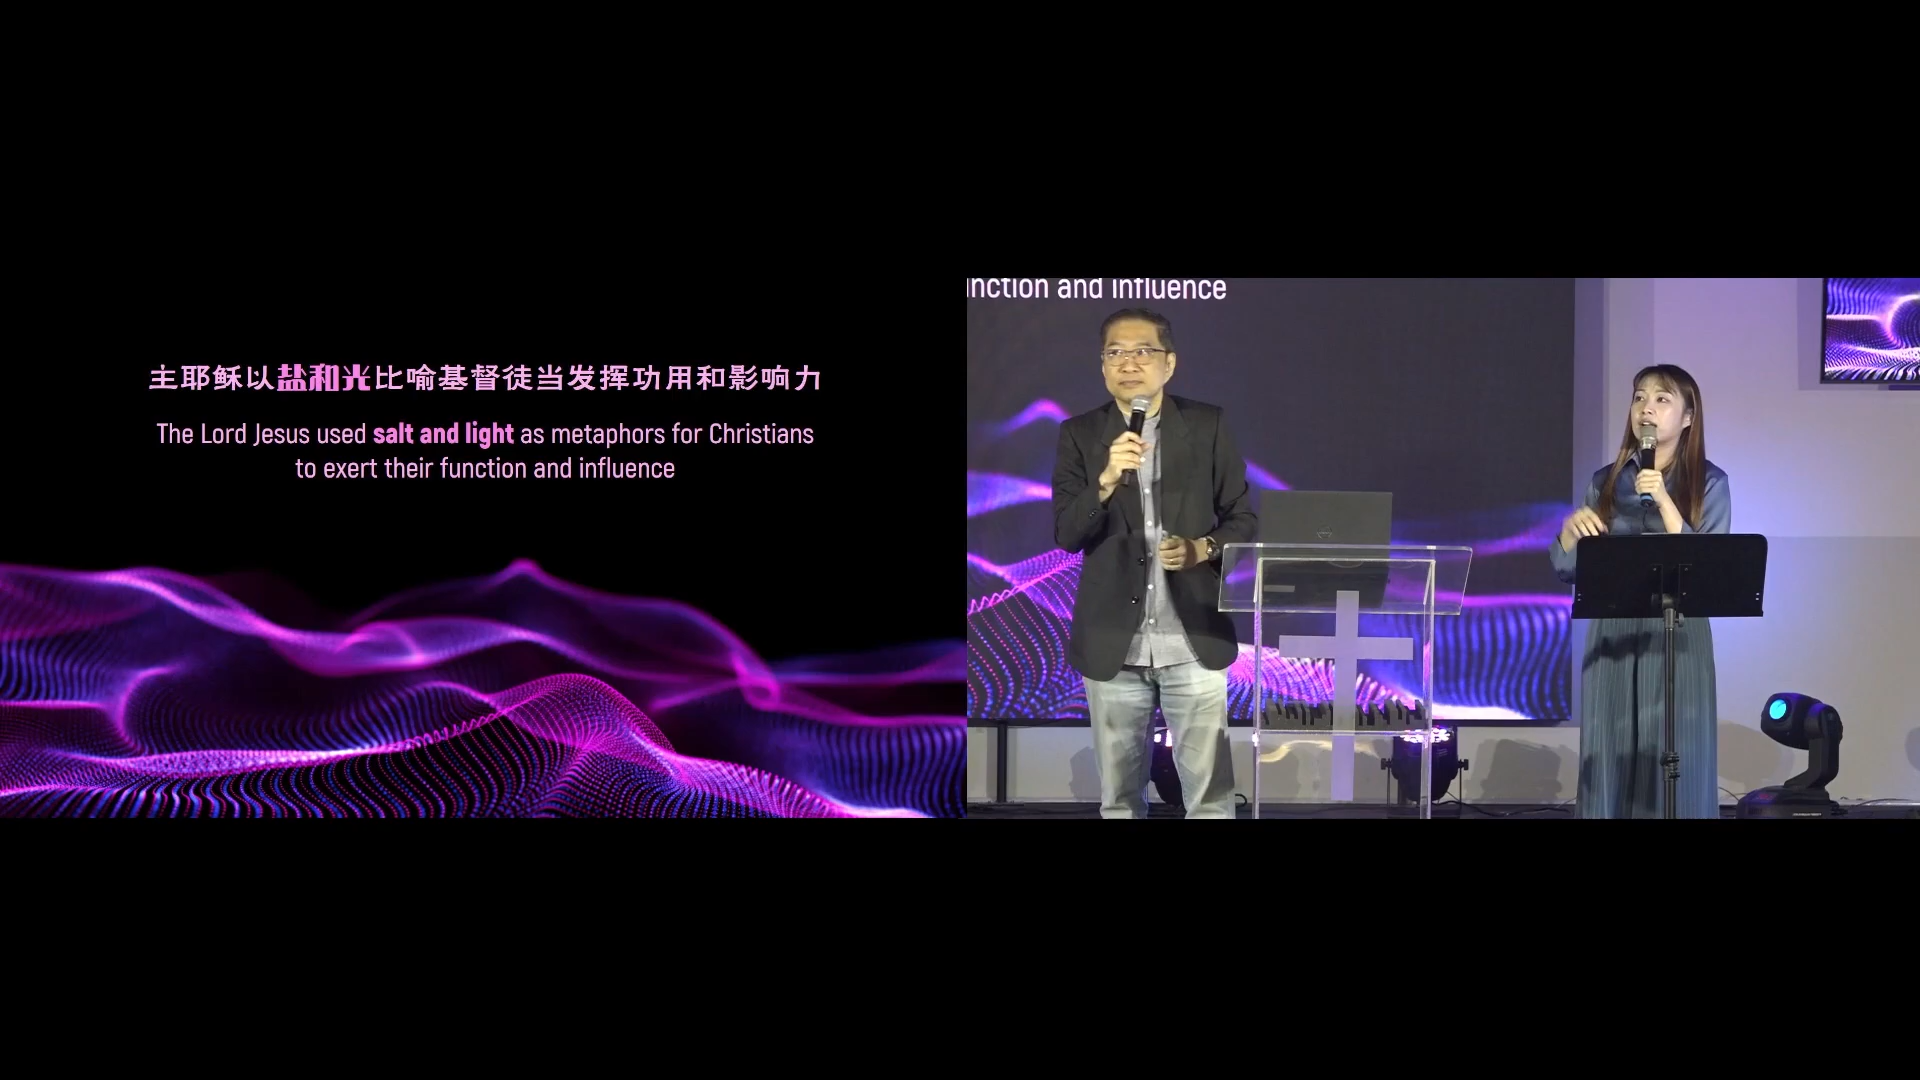 主耶稣以盐和光比喻基督徒当发挥功用和影响力
The Lord Jesus used salt and light as metaphors for Christians
to exert their function and influence
nction and influence